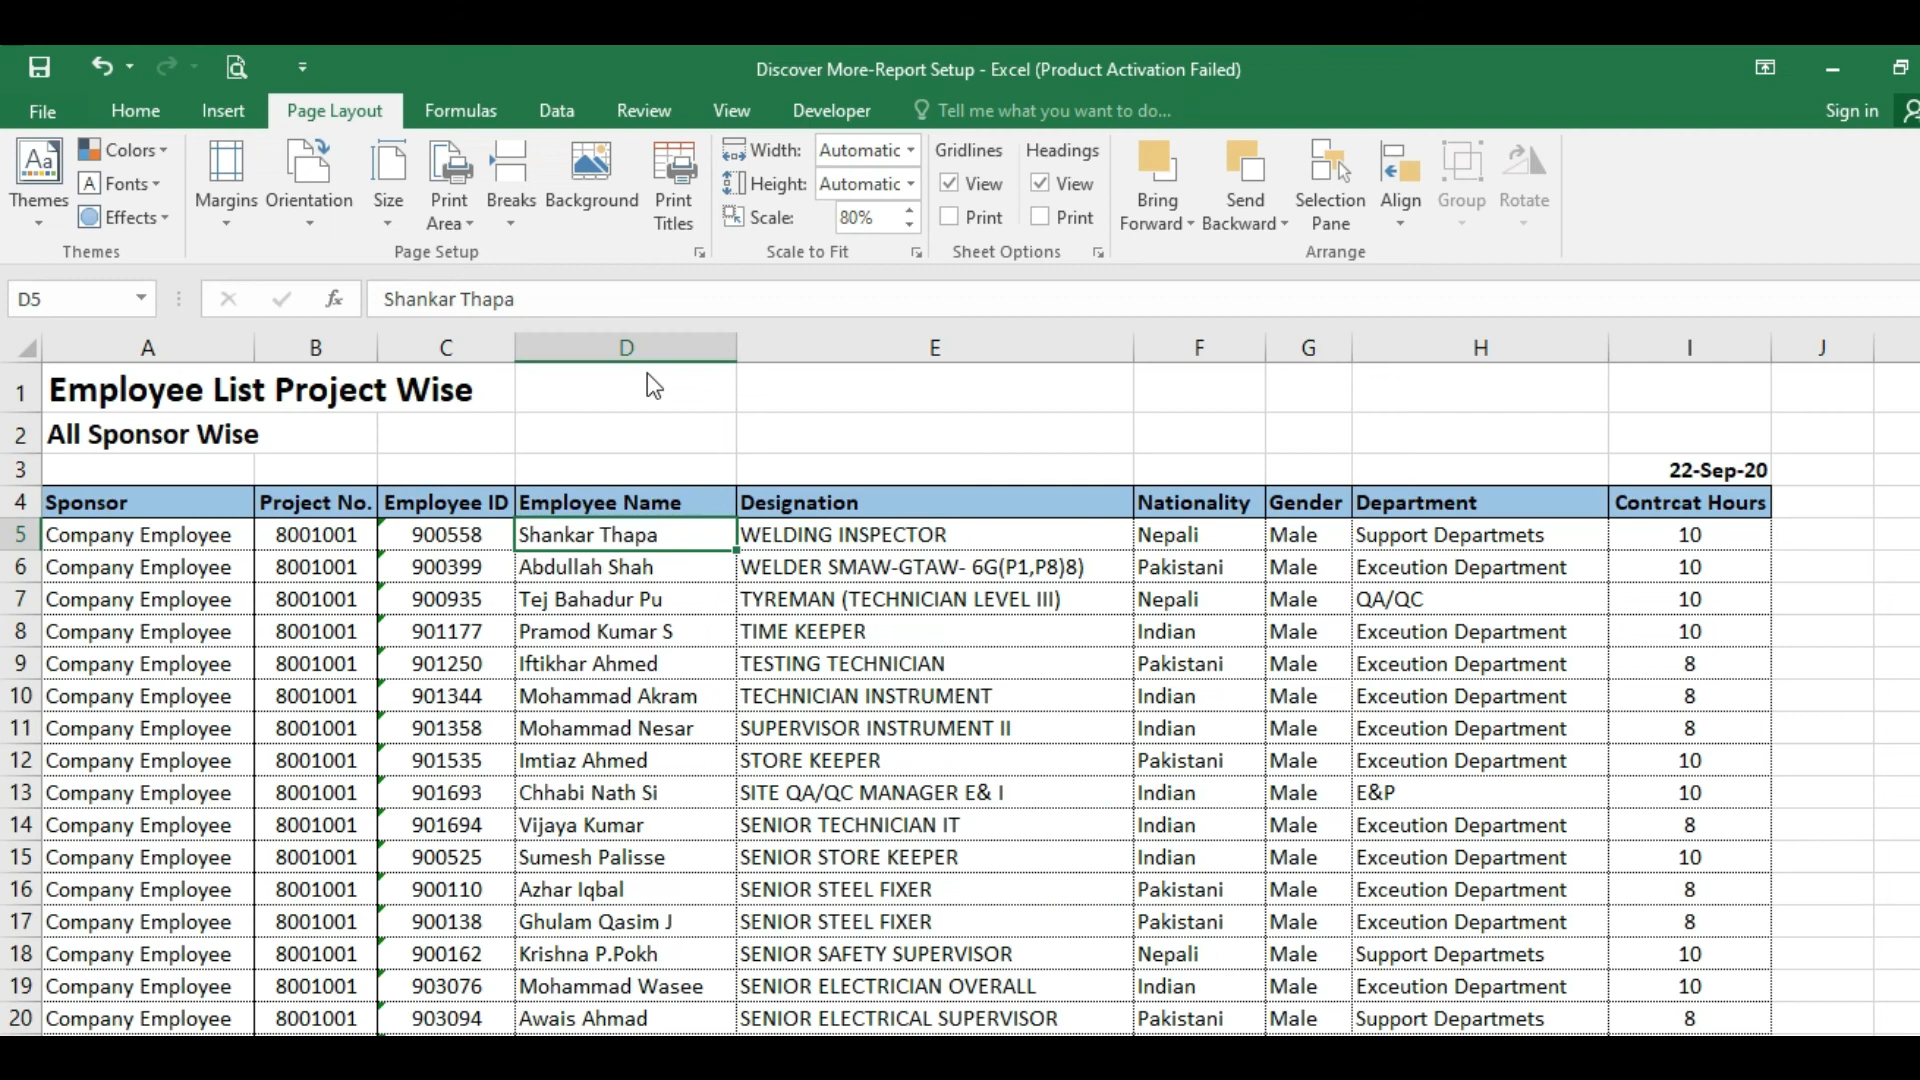 Discover More-Report Setup - Excel (Product Activation Failed)
File Home Insert Page Layout Formulas Data Review View Developer Tell me what you want to do... Sign in
Aa Colors Width: Automatic Gridlines Headings
A Fonts Height: Automatic View View
Themes Effects Margins Orientation Size Print Area Breaks Background Print Titles Scale: 80% Print Print Bring Forward Send Backward Selection Pane Align Group Rotate
Themes Page Setup Scale to Fit Sheet Options Arrange
D5 fx Shankar Thapa
A B C D E F G H I J
1 Employee List Project Wise
2 All Sponsor Wise
3 22-Sep-20
4 Sponsor Project No. Employee ID Employee Name Designation Nationality Gender Department Contrcat Hours
5 Company Employee 8001001 900558 Shankar Thapa WELDING INSPECTOR Nepali Male Support Departmets 10
6 Company Employee 8001001 900399 Abdullah Shah WELDER SMAW-GTAW- 6G(P1,P8)8) Pakistani Male Exceution Department 10
7 Company Employee 8001001 900935 Tej Bahadur Pu TYREMAN (TECHNICIAN LEVEL III) Nepali Male QA/QC 10
8 Company Employee 8001001 901177 Pramod Kumar S TIME KEEPER Indian Male Exceution Department 10
9 Company Employee 8001001 901250 Iftikhar Ahmed TESTING TECHNICIAN Pakistani Male Exceution Department 8
10 Company Employee 8001001 901344 Mohammad Akram TECHNICIAN INSTRUMENT Indian Male Exceution Department 8
11 Company Employee 8001001 901358 Mohammad Nesar SUPERVISOR INSTRUMENT II Indian Male Exceution Department 8
12 Company Employee 8001001 901535 Imtiaz Ahmed STORE KEEPER Pakistani Male Exceution Department 10
13 Company Employee 8001001 901693 Chhabi Nath Si SITE QA/QC MANAGER E& I Indian Male E&P 10
14 Company Employee 8001001 901694 Vijaya Kumar SENIOR TECHNICIAN IT Indian Male Exceution Department 8
15 Company Employee 8001001 900525 Sumesh Palisse SENIOR STORE KEEPER Indian Male Exceution Department 10
16 Company Employee 8001001 900110 Azhar Iqbal SENIOR STEEL FIXER Pakistani Male Exceution Department 8
17 Company Employee 8001001 900138 Ghulam Qasim J SENIOR STEEL FIXER Pakistani Male Exceution Department 8
18 Company Employee 8001001 900162 Krishna P.Pokh SENIOR SAFETY SUPERVISOR Nepali Male Support Departmets 10
19 Company Employee 8001001 903076 Mohammad Wasee SENIOR ELECTRICIAN OVERALL Indian Male Exceution Department 10
20 Company Employee 8001001 903094 Awais Ahmad SENIOR ELECTRICAL SUPERVISOR Pakistani Male Support Departmets 8